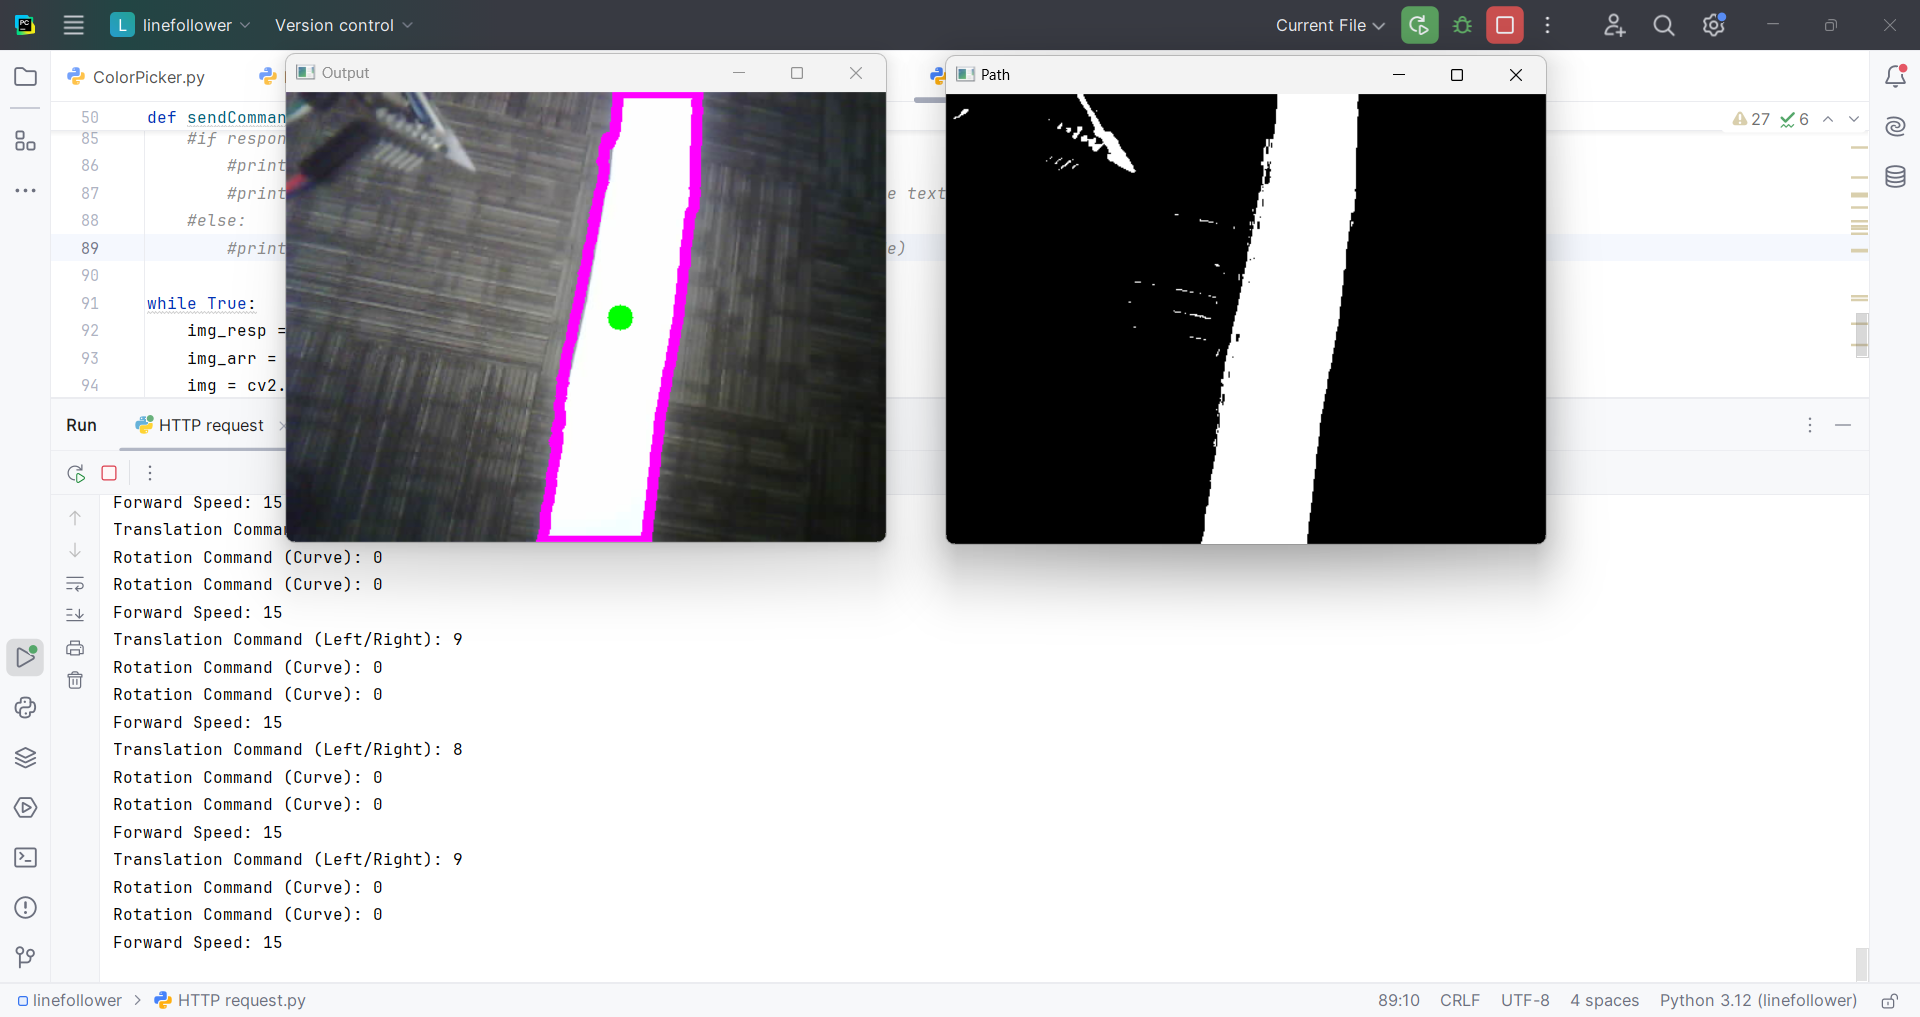 L linefollower Version control Current File
ColorPicker.py
Output
Path
50 def sendComman
27 6
85 #if respon
86 #print
87 #print e text
88 #else:
89 #print e)
90
91 while True:
92 img_resp =
93 img_arr =
94 img = cv2.
Run HTTP request
Forward Speed: 15
Translation Comma
Rotation Command (Curve): 0
Rotation Command (Curve): 0
Forward Speed: 15
Translation Command (Left/Right): 9
Rotation Command (Curve): 0
Rotation Command (Curve): 0
Forward Speed: 15
Translation Command (Left/Right): 8
Rotation Command (Curve): 0
Rotation Command (Curve): 0
Forward Speed: 15
Translation Command (Left/Right): 9
Rotation Command (Curve): 0
Rotation Command (Curve): 0
Forward Speed: 15
linefollower > HTTP request.py 89:10 CRLF UTF-8 4 spaces Python 3.12 (linefollower)